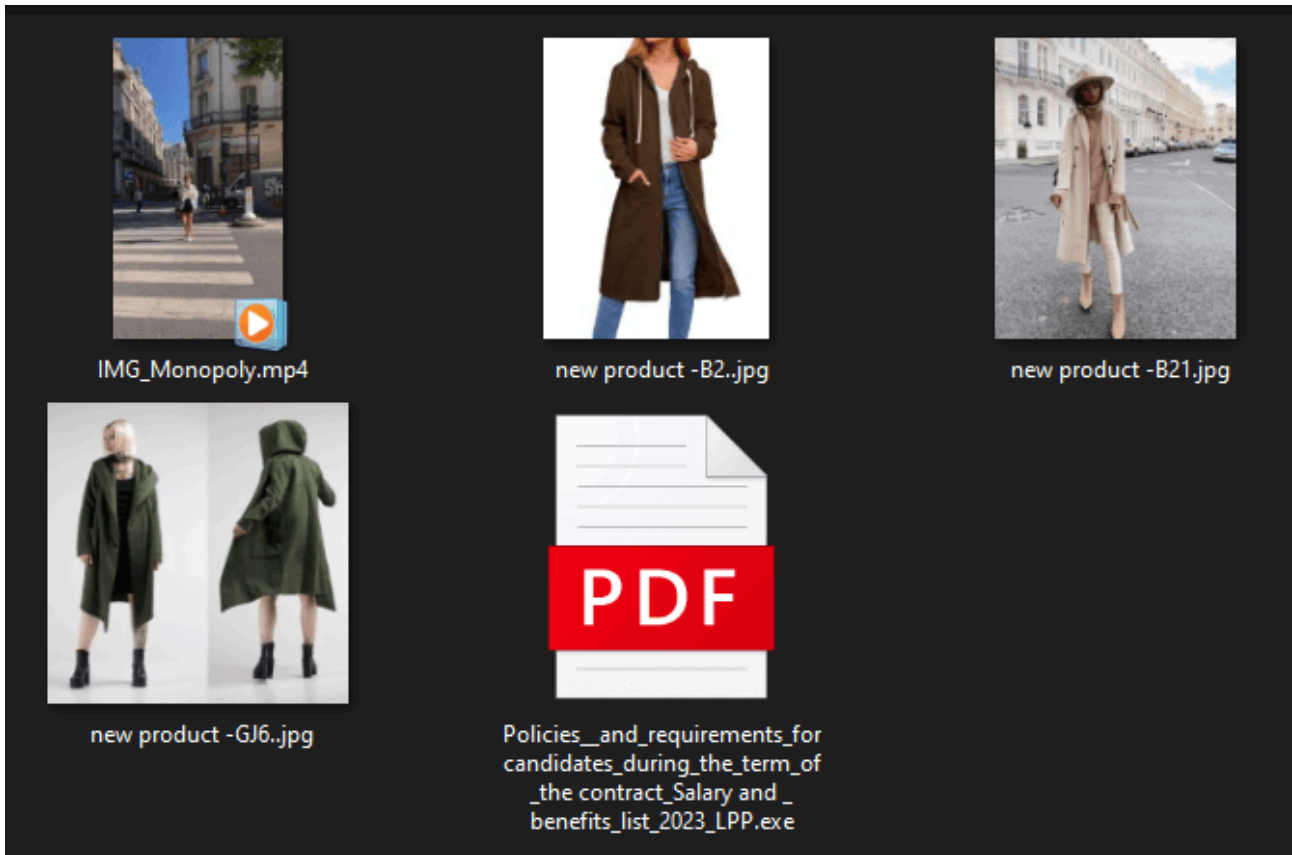 IMG_Monopoly.mp4
new product -B2..jpg
new product -B21.jpg
new product -GJ6..jpg
PDF
Policies__and_requirements_for
candidates_during_the_term_of
_the contract_Salary and _
benefits_list_2023_LPP.exe